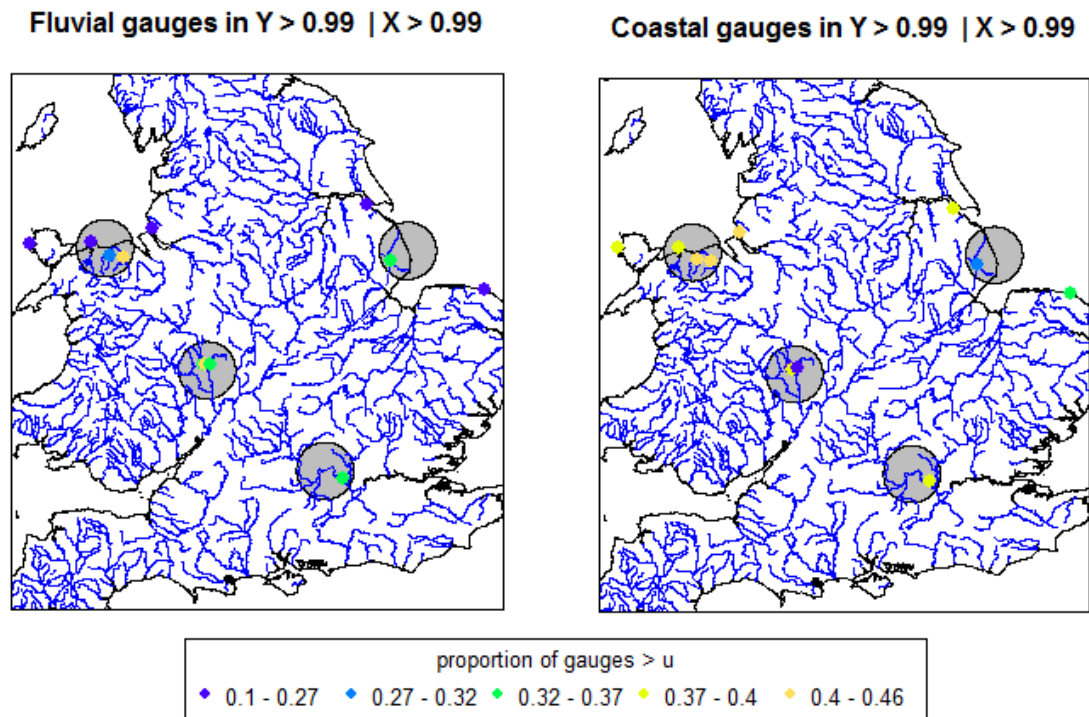 Fluvial gauges in Y > 0.99 | X > 0.99
Coastal gauges in Y > 0.99 | X > 0.99
proportion of gauges > u
0.1 - 0.27
0.27 - 0.32
0.32 - 0.37
0.37 - 0.4
0.4 - 0.46